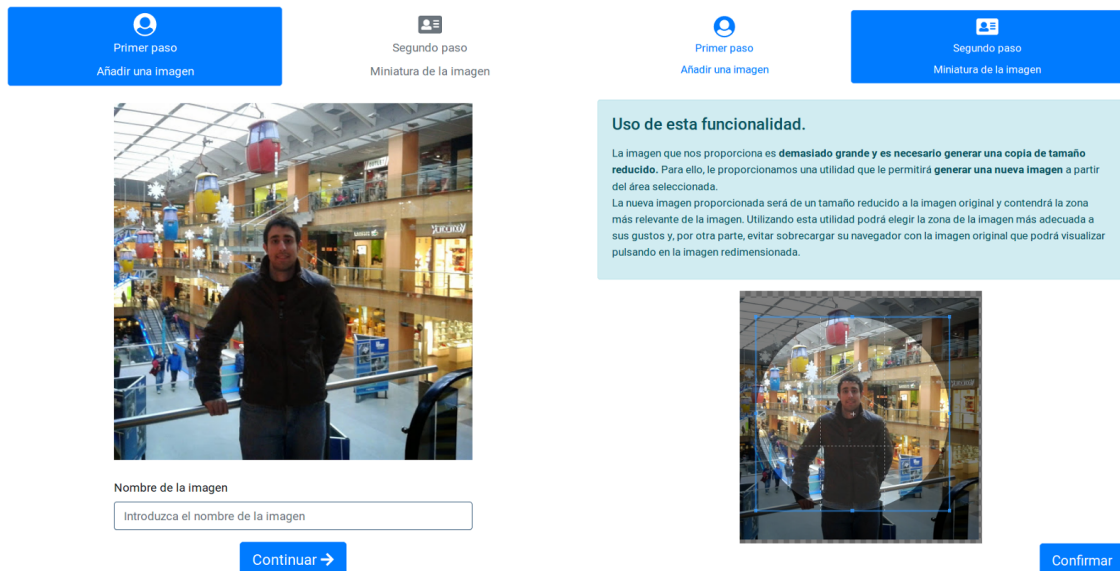 Primer paso
Añadir una imagen
Segundo paso
Miniatura de la imagen
Nombre de la imagen
Introduzca el nombre de la imagen
Continuar
Primer paso
Añadir una imagen
Segundo paso
Miniatura de la imagen
Uso de esta funcionalidad.
La imagen que nos proporciona es demasiado grande y es necesario generar una copia de tamaño
reducido. Para ello, le proporcionamos una utilidad que le permitirá generar una nueva imagen a partir
del área seleccionada.
La nueva imagen proporcionada será de un tamaño reducido a la imagen original y contendrá la zona
más relevante de la imagen. Utilizando esta utilidad podrá elegir la zona de la imagen más adecuada a
sus gustos y, por otra parte, evitar sobrecargar su navegador con la imagen original que podrá visualizar
pulsando en la imagen redimensionada.
Confirmar